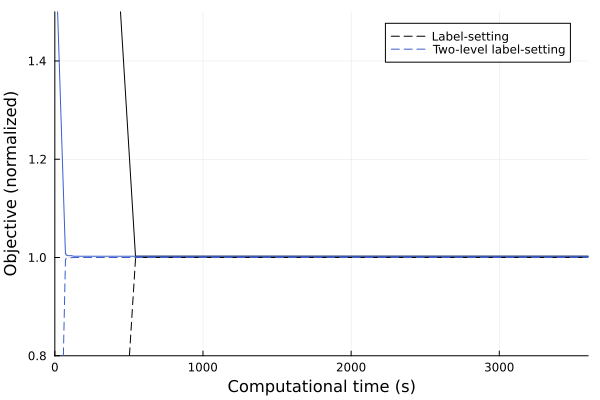 Label-setting
Two-level label-setting
Objective (normalized)
1.4
1.2
1.0
0.8
0
1000
2000
3000
Computational time (s)